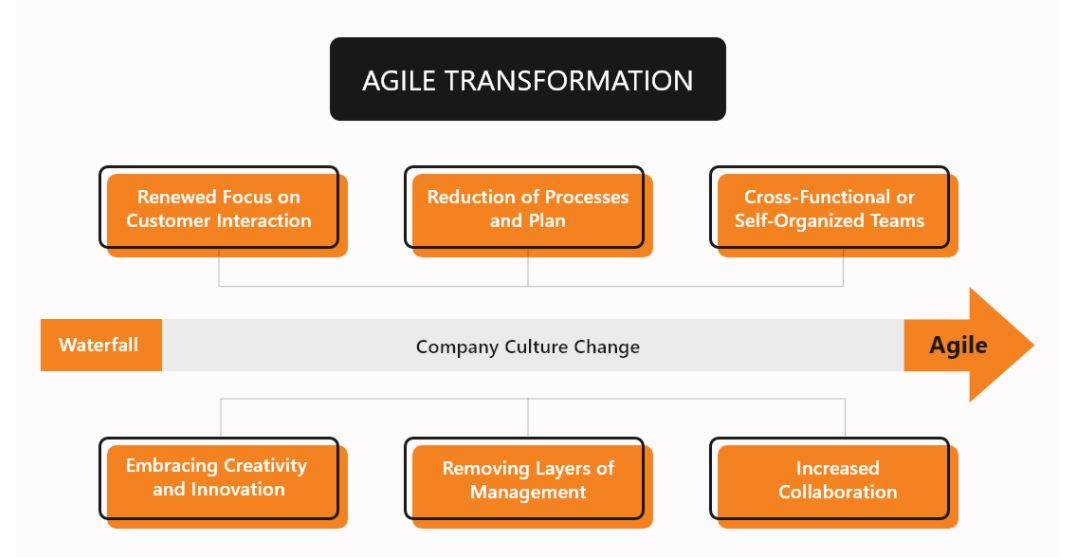 AGILE TRANSFORMATION
Renewed Focus on
Customer Interaction
Reduction of Processes
and Plan
Cross-Functional or
Self-Organized Teams
Waterfall
Company Culture Change
Agile
Embracing Creativity
and Innovation
Removing Layers of
Management
Increased
Collaboration